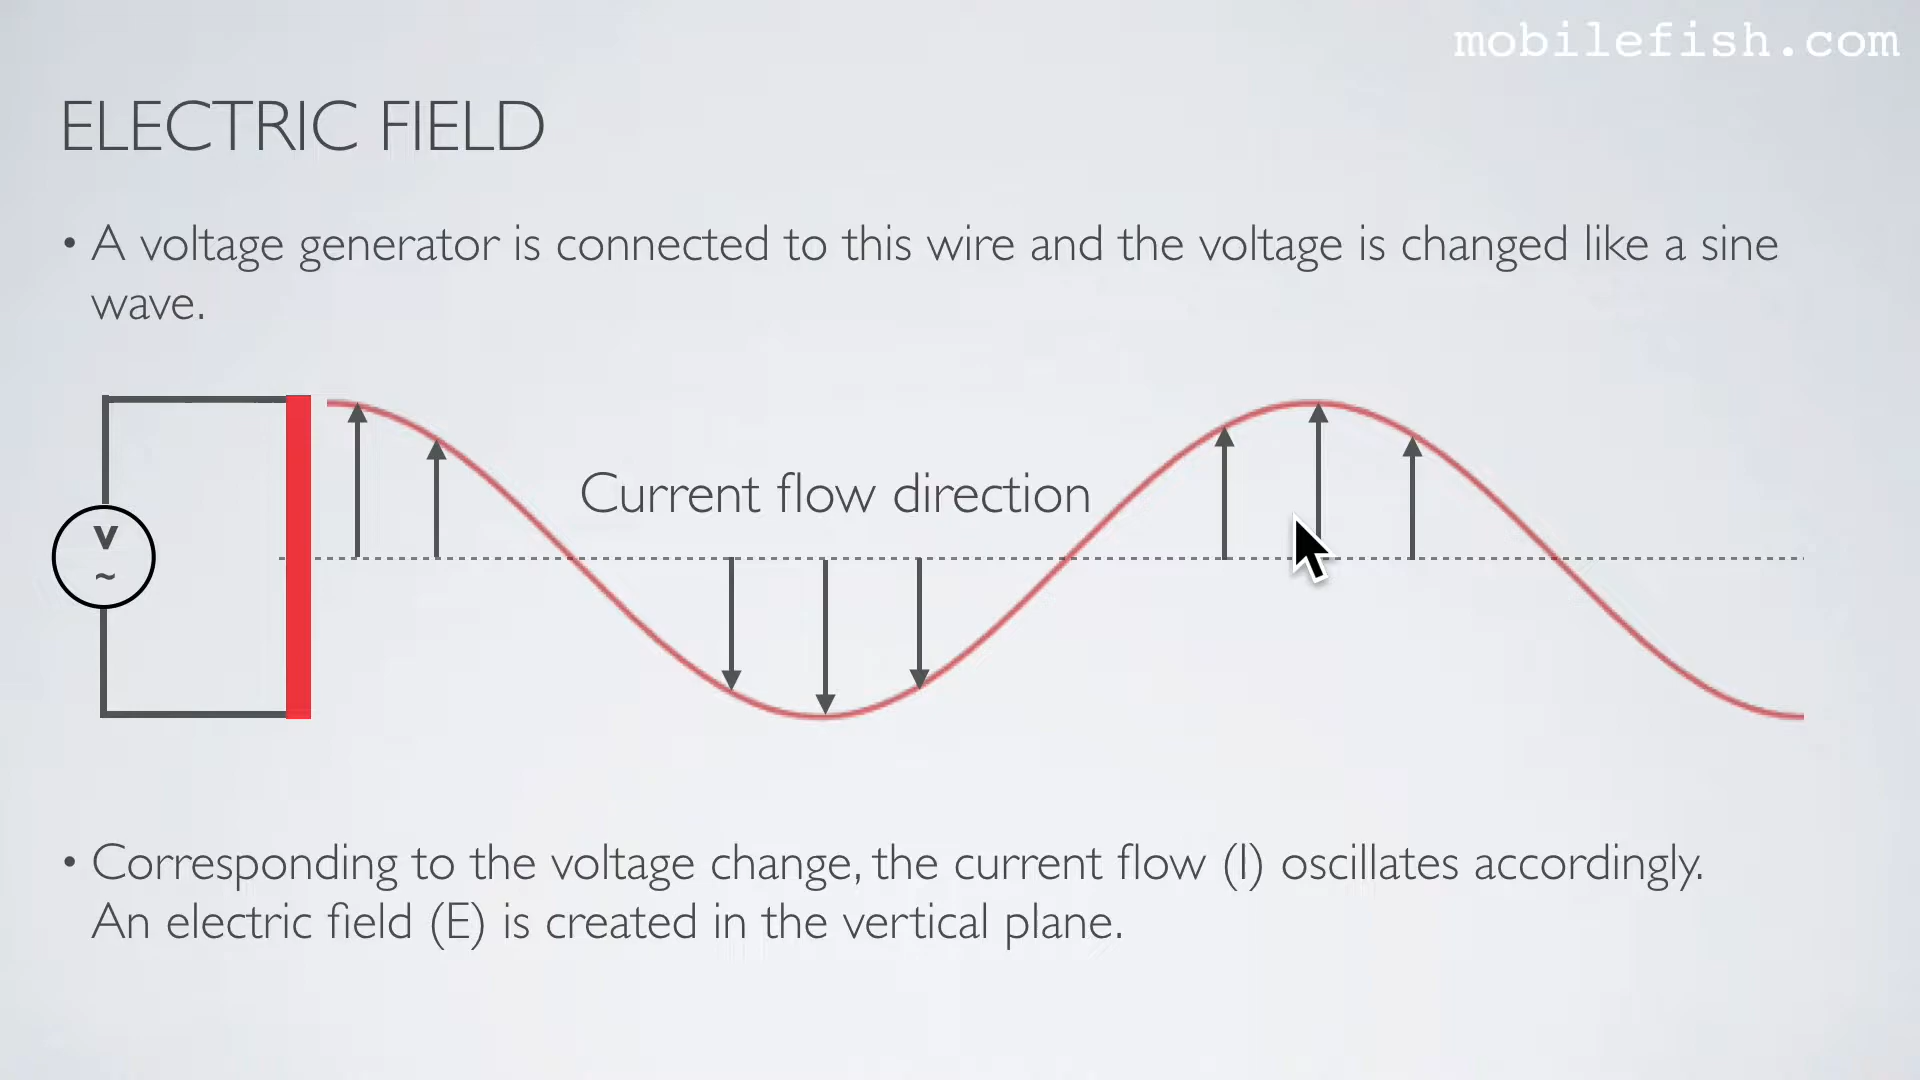 mobilefish.com
ELECTRIC FIELD
• A voltage generator is connected to this wire and the voltage is changed like a sine
wave.
Current flow direction
V
~
• Corresponding to the voltage change, the current flow (I) oscillates accordingly.
An electric field (E) is created in the vertical plane.